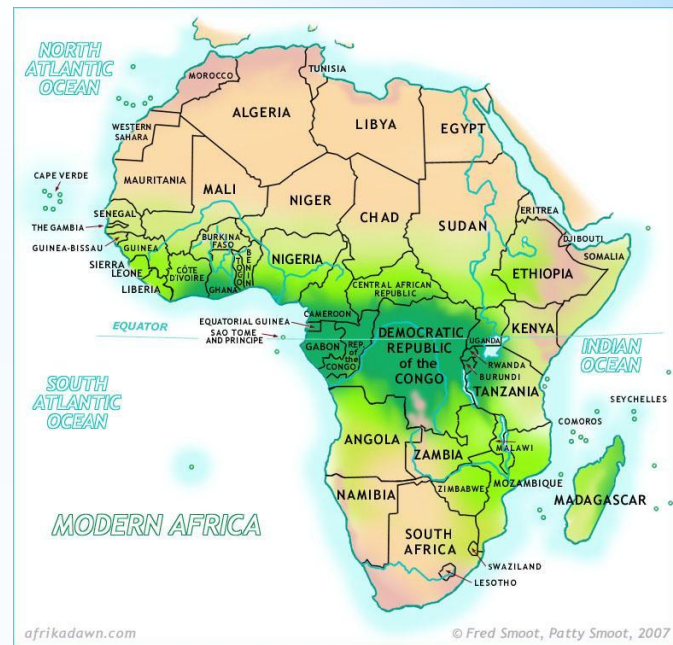 NORTH
ATLANTIC
OCEAN
MOROCCO
TUNISIA
ALGERIA
LIBYA
EGYPT
WESTERN
SAHARA
CAPE VERDE
MAURITANIA
MALI
NIGER
CHAD
SUDAN
ERITREA
DJIBOUTI
SENEGAL
THE GAMBIA
GUINEA-BISSAU
GUINEA
BURKINA
FASO
NIGERIA
ETHIOPIA
SOMALIA
SIERRA
LEONE
LIBERIA
CÔTE
D'IVOIRE
GHANA
TOGO
BENIN
CENTRAL AFRICAN
REPUBLIC
CAMEROON
EQUATORIAL GUINEA
SAO TOME
AND PRINCIPE
EQUATOR
GABON
REP.
of the
CONGO
DEMOCRATIC
REPUBLIC
of the
CONGO
UGANDA
KENYA
RWANDA
BURUNDI
TANZANIA
INDIAN
OCEAN
SEYCHELLES
COMOROS
SOUTH
ATLANTIC
OCEAN
ANGOLA
ZAMBIA
MALAWI
MOZAMBIQUE
ZIMBABWE
NAMIBIA
MADAGASCAR
SOUTH
AFRICA
SWAZILAND
LESOTHO
MODERN AFRICA
afrikadawn.com
© Fred Smoot, Patty Smoot, 2007